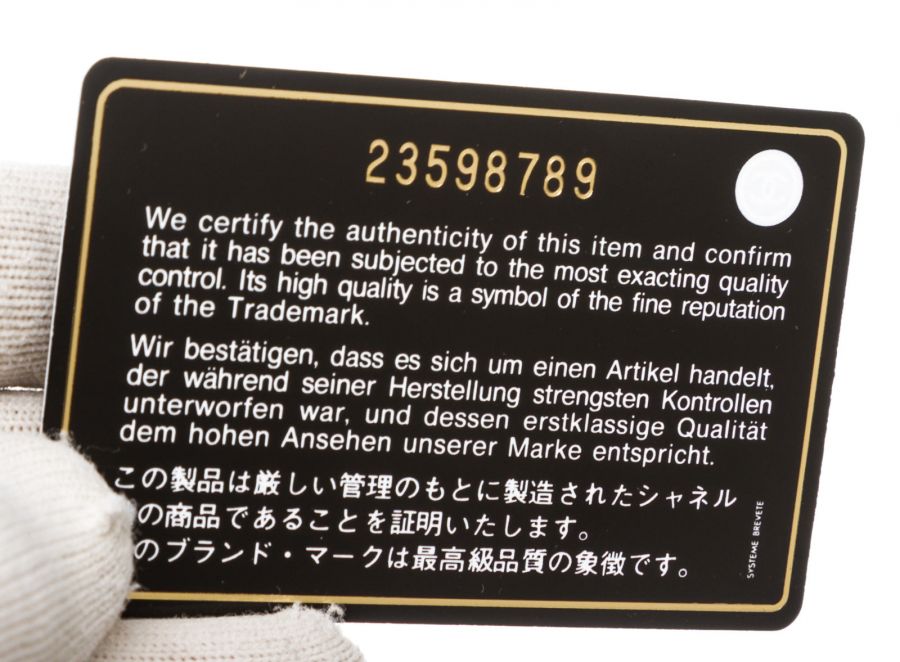 23598789
We certify the authenticity of this item and confirm
that it has been subjected to the most exacting quality
control. Its high quality is a symbol of the fine reputation
of the Trademark.
Wir bestätigen, dass es sich um einen Artikel handelt,
der während seiner Herstellung strengsten Kontrollen
unterworfen war, und dessen erstklassige Qualität
dem hohen Ansehen unserer Marke entspricht.
この製品は厳しい管理のもとに製造されたシャネル
の商品であることを証明いたします。
のブランド・マークは最高級品質の象徴です。
SYSTEME BREVETE